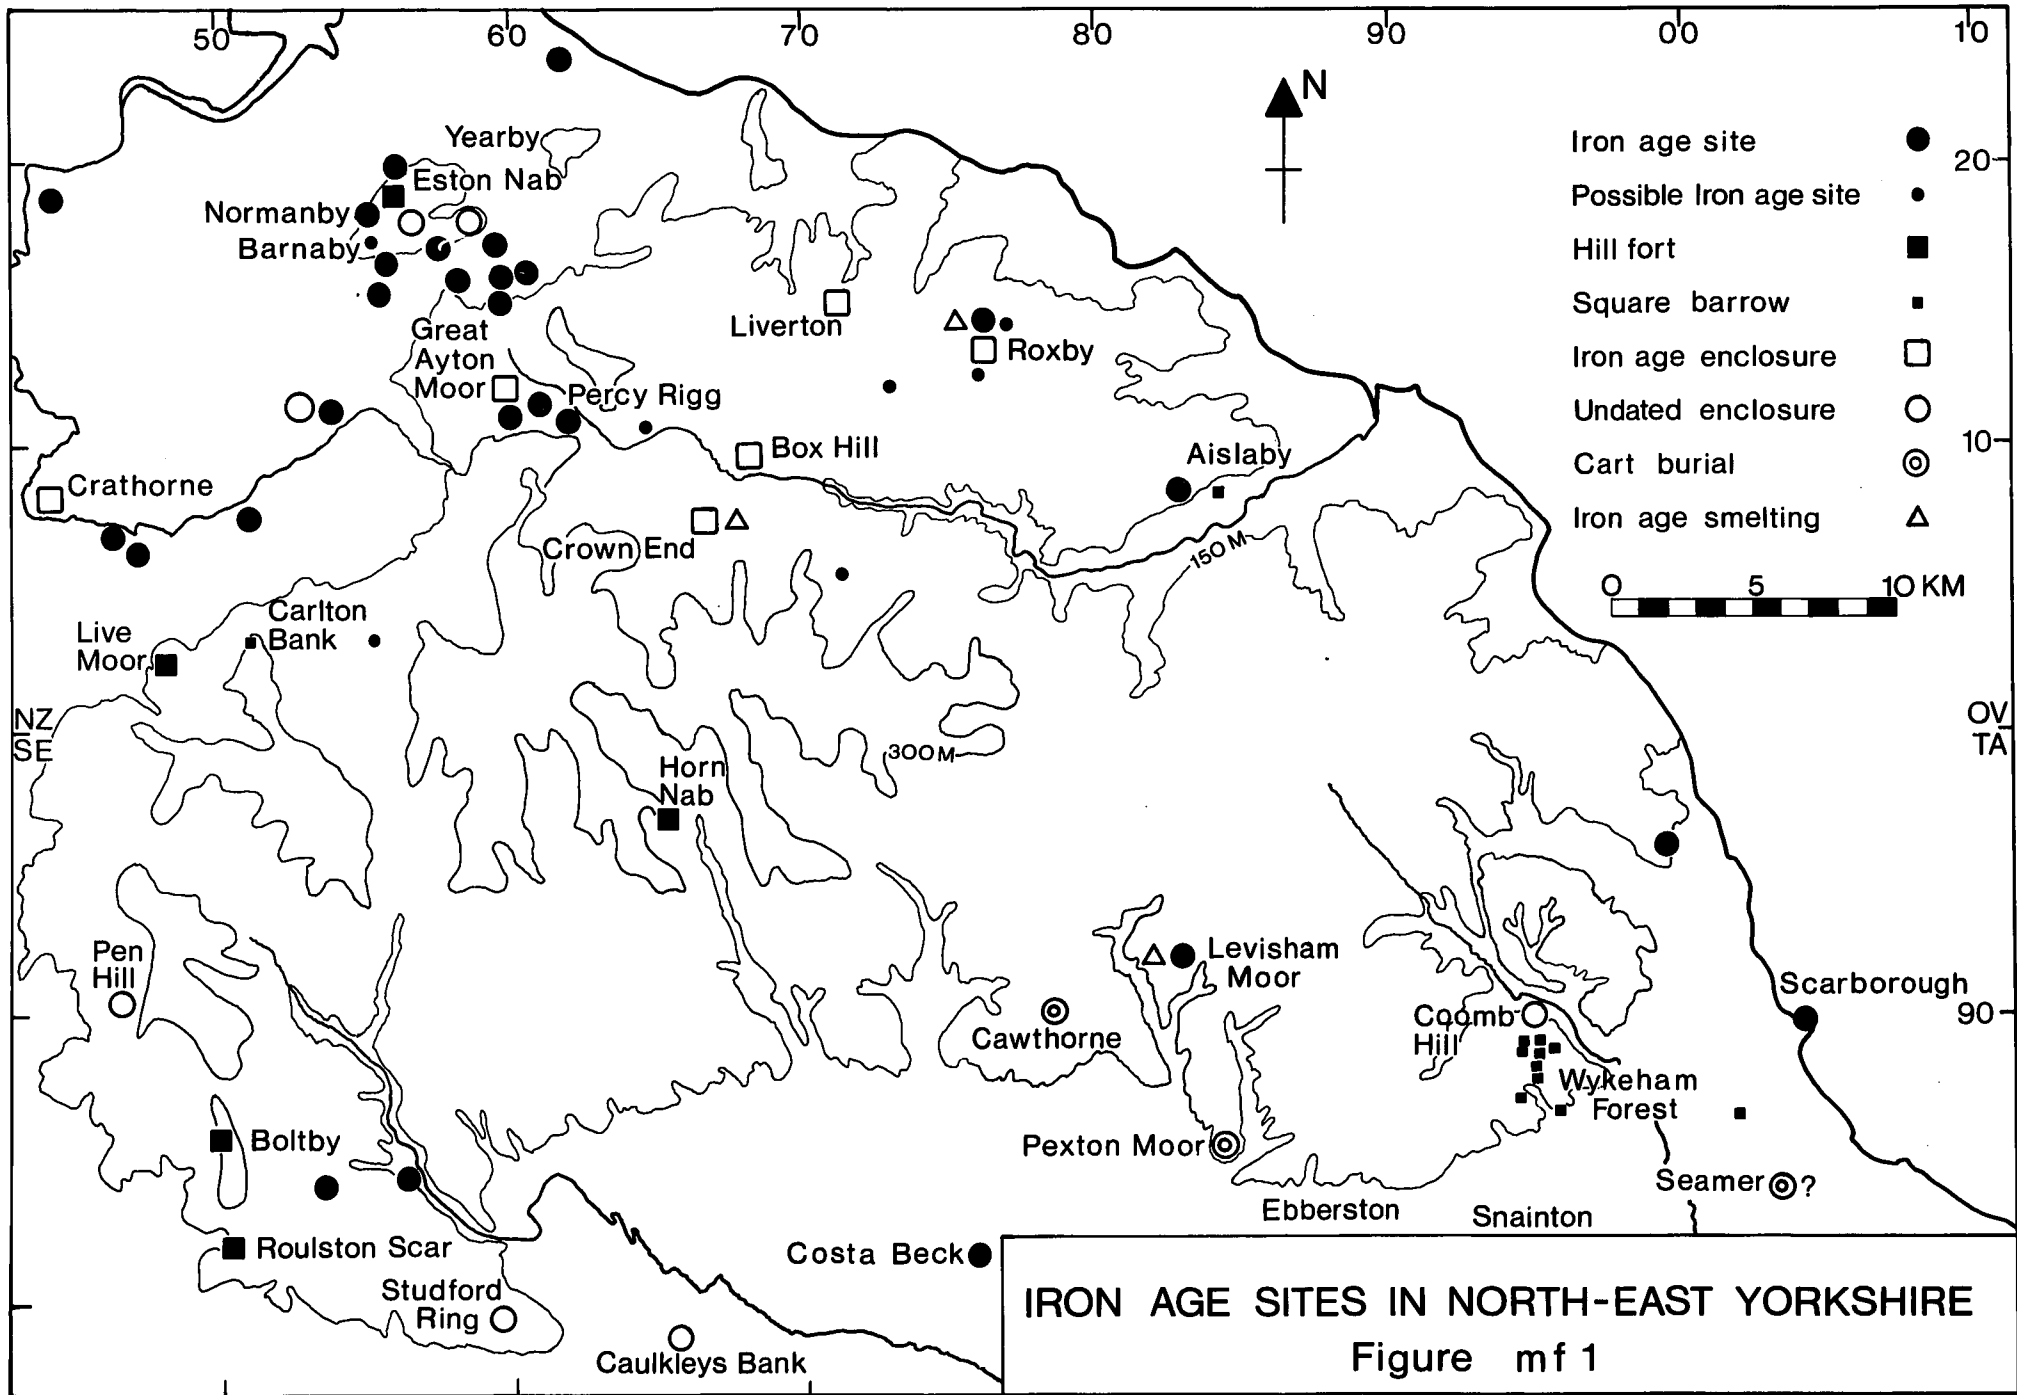 50 60 70 80 90 00 10
N
Yearby
Iron age site
20
Eston Nab
Possible Iron age site
Normanby
Barnaby
Hill fort
Square barrow
Liverton
Great
Ayton
Moor
Roxby
Iron age enclosure
Percy Rigg
Undated enclosure
Box Hill
Aislaby
10
Crathorne
Cart burial
Crown End
150 M
Iron age smelting
0 5 10 KM
Carlton
Bank
Live
Moor
NZ
SE
OV
TA
300 M
Horn
Nab
Pen
Hill
Levisham
Moor
Scarborough
Cawthorne
Coomb
Hill
90
Wykeham
Forest
Boltby
Pexton Moor
Seamer ?
Ebberston
Snainton
Roulston Scar
Costa Beck
Studford
Ring
Caulkleys Bank
IRON AGE SITES IN NORTH-EAST YORKSHIRE
Figure mf 1